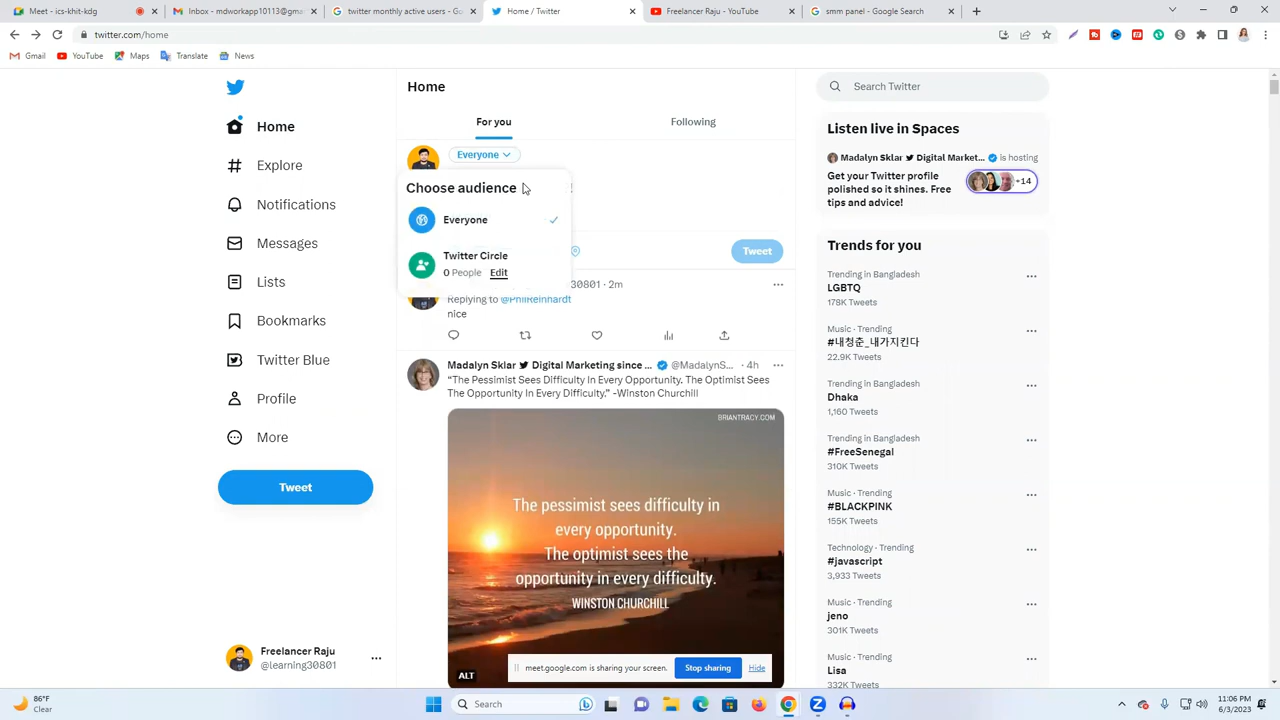 Meet - ics-khit-kgd
Inbox - mdworkapp10113@gma
twitter monthly active users - Go
Home / Twitter
Freelancer Raju - YouTube
smm panel - Google Search
twitter.com/home
Gmail
YouTube
Maps
Translate
News
Home
Explore
Notifications
Messages
Lists
Bookmarks
Twitter Blue
Profile
More
Tweet
Freelancer Raju
@learning30801
Home
For you
Following
Everyone
Choose audience
Everyone
Twitter Circle
0 People Edit
Tweet
30801 · 2m
Replying to @PhilReinhardt
nice
Madalyn Sklar Digital Marketing since ... @MadalynS... · 4h
“The Pessimist Sees Difficulty In Every Opportunity. The Optimist Sees
The Opportunity In Every Difficulty.” -Winston Churchill
BRIANTRACY.COM
The pessimist sees difficulty in
every opportunity.
The optimist sees the
opportunity in every difficulty.
WINSTON CHURCHILL
ALT
meet.google.com is sharing your screen.
Stop sharing
Hide
Search Twitter
Listen live in Spaces
Madalyn Sklar Digital Market... is hosting
Get your Twitter profile
polished so it shines. Free
tips and advice!
+14
Trends for you
Trending in Bangladesh
LGBTQ
178K Tweets
Music · Trending
#내청춘_내가지킨다
22.9K Tweets
Trending in Bangladesh
Dhaka
1,160 Tweets
Trending in Bangladesh
#FreeSenegal
310K Tweets
Music · Trending
#BLACKPINK
155K Tweets
Technology · Trending
#javascript
3,933 Tweets
Music · Trending
jeno
301K Tweets
Music · Trending
Lisa
332K Tweets
86°F
Clear
Search
11:06 PM
6/3/2023